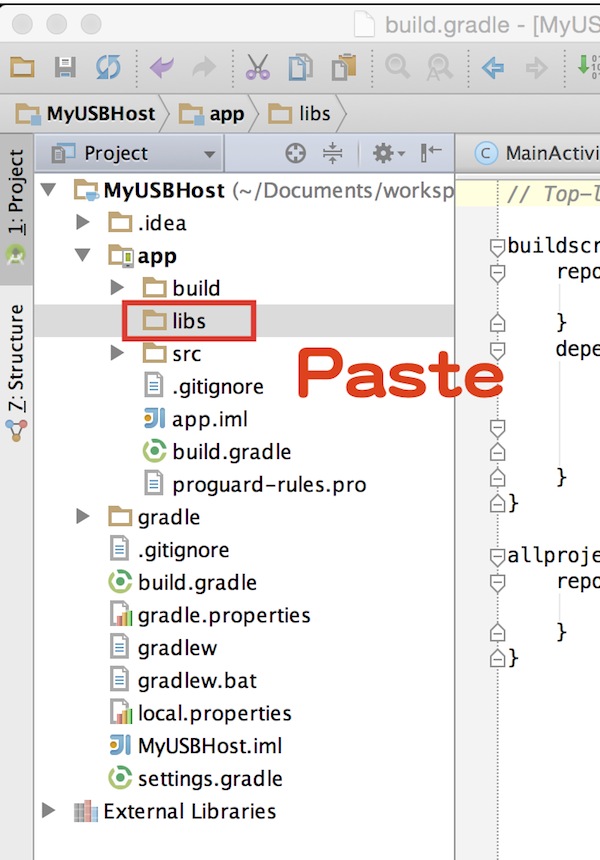 build.gradle - [MyUS
MyUSBHost
app
libs
1: Project
Z: Structure
Project
MainActivi
MyUSBHost (~/Documents/worksp
.idea
app
build
libs
src
.gitignore
app.iml
build.gradle
proguard-rules.pro
gradle
.gitignore
build.gradle
gradle.properties
gradlew
gradlew.bat
local.properties
MyUSBHost.iml
settings.gradle
External Libraries
Paste
// Top-l
buildscr
repo
}
depe
}
}
allproje
repo
}
}